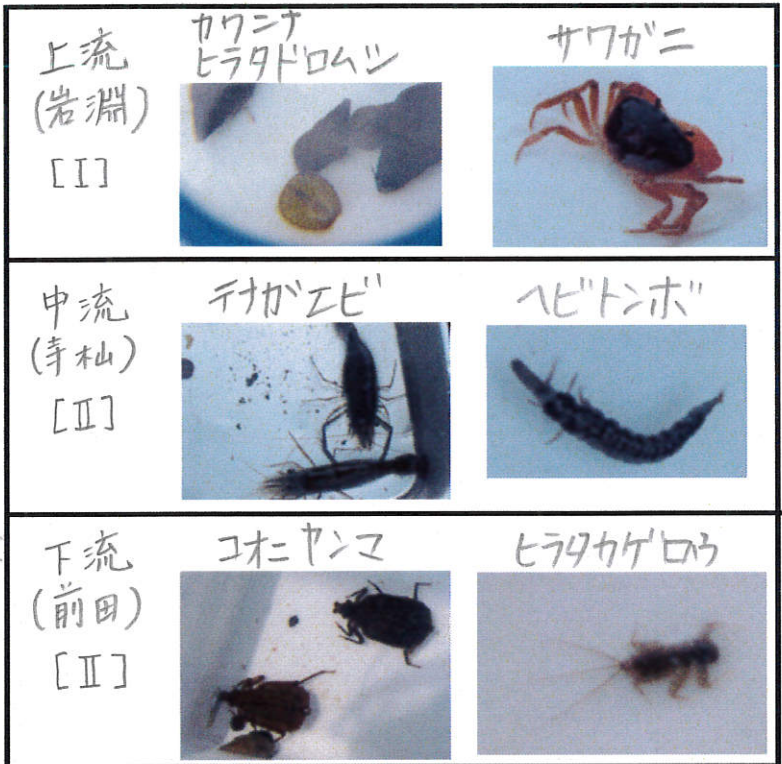 上流
(岩淵)
[I]
カワニナ
ヒラタドロムシ
サワガニ
中流
(寺杣)
[II]
テナガエビ
ヘビトンボ
下流
(前田)
[II]
コオニヤンマ
ヒラタカゲロウ